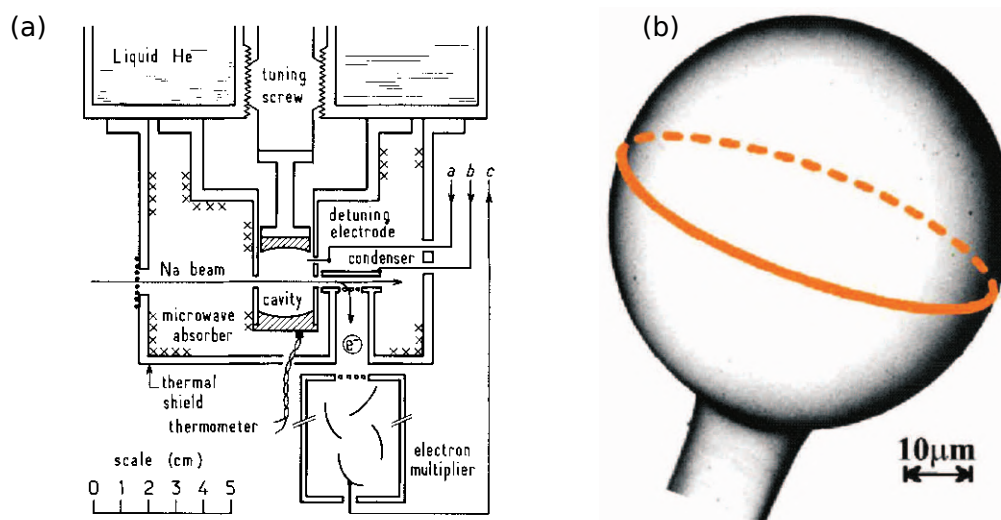 (a)
(b)
Liquid He
tuning
screw
a b c
detuning
electrode
condenser
Na beam
cavity
microwave
absorber
e-
thermal
shield
thermometer
electron
multiplier
scale (cm)
0 1 2 3 4 5
10μm